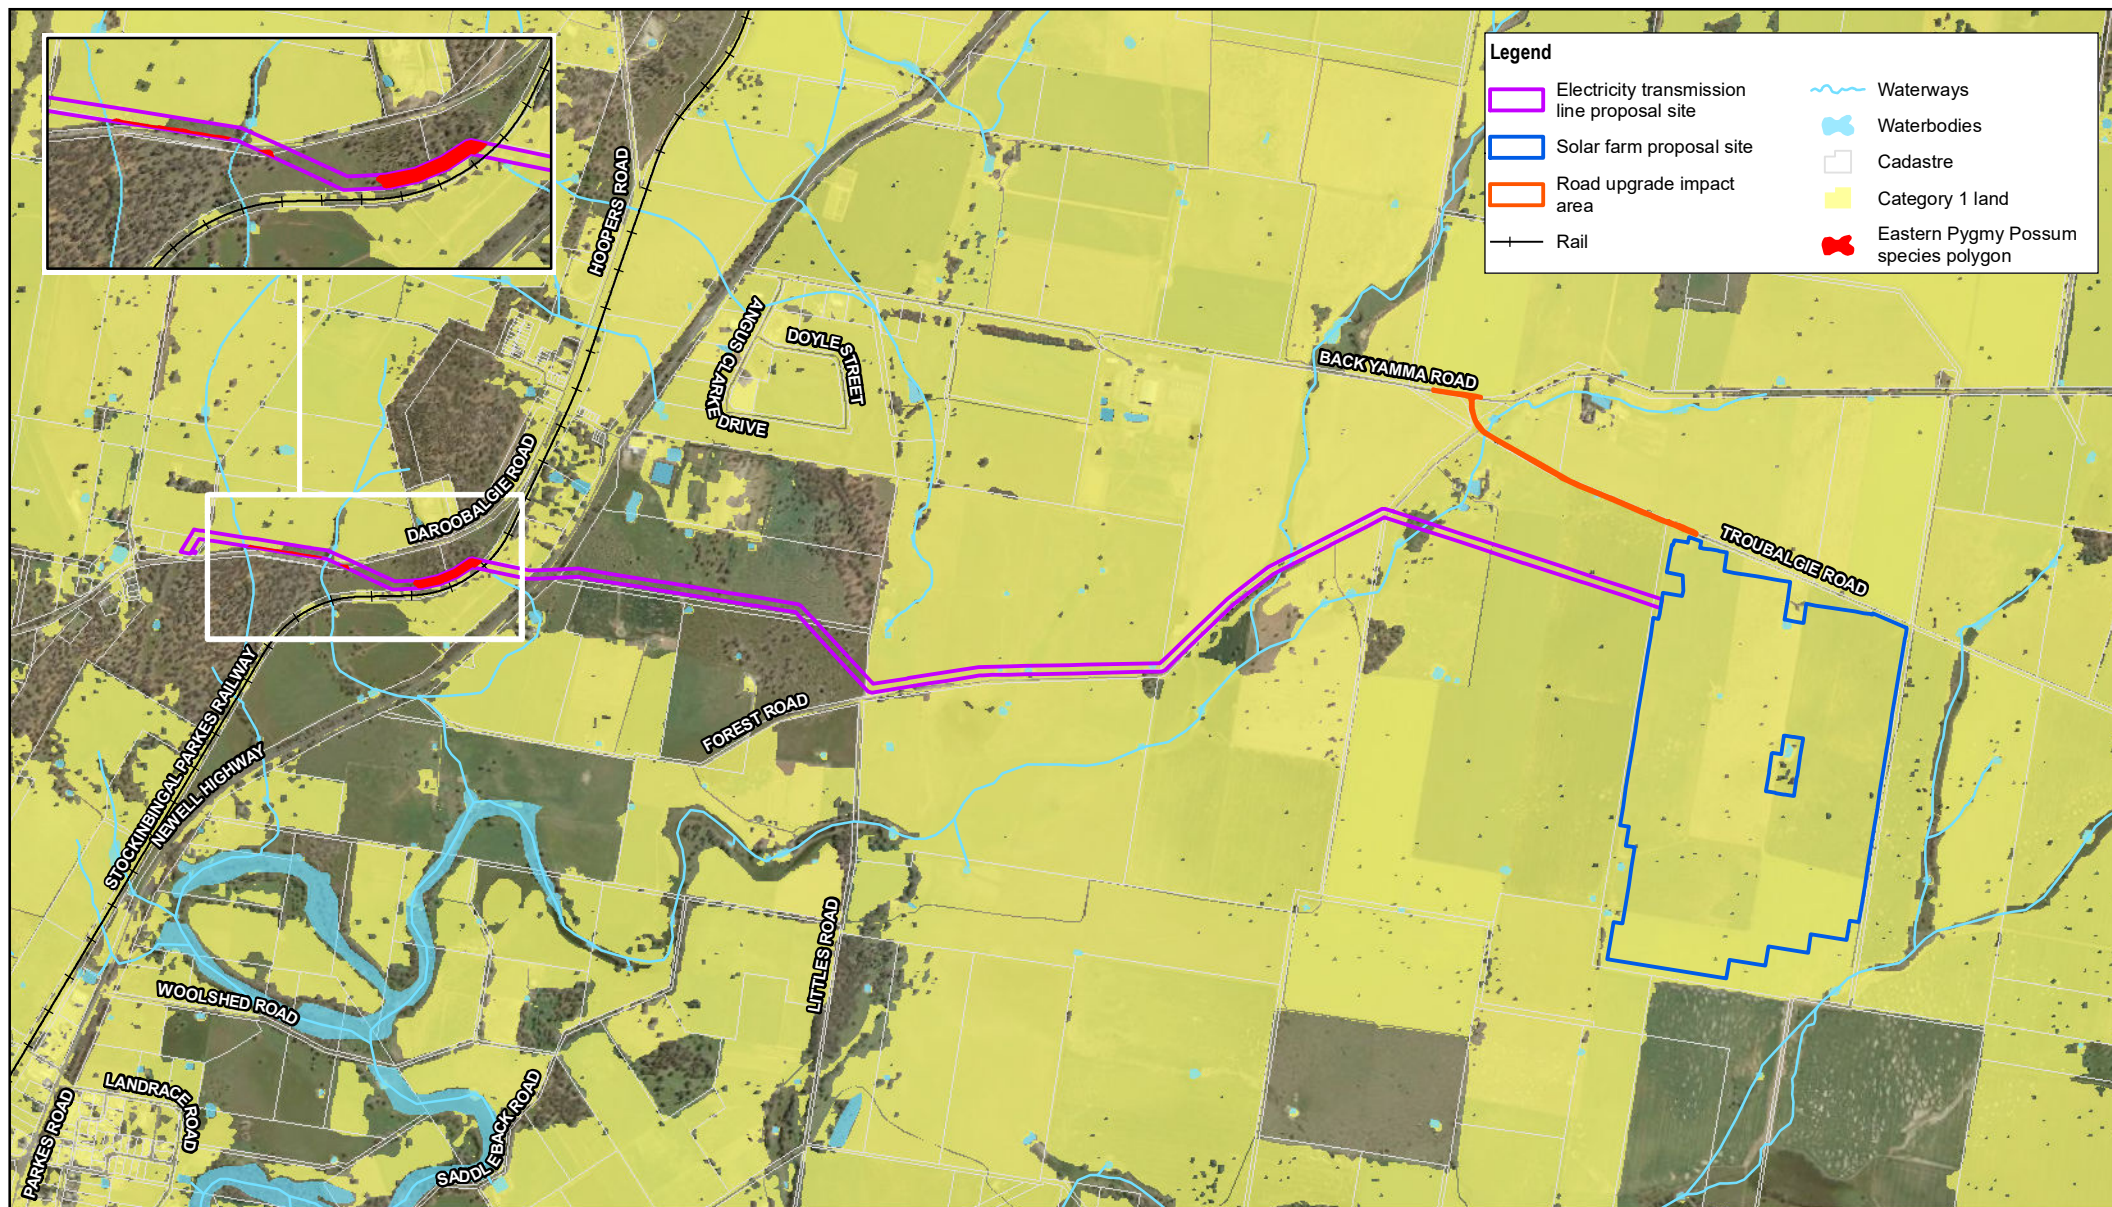 Legend
Electricity transmission
line proposal site
Solar farm proposal site
Road upgrade impact
area
Rail
Waterways
Waterbodies
Cadastre
Category 1 land
Eastern Pygmy Possum
species polygon
HOOPERS ROAD
ANGUS CLARKE DRIVE
DOYLE STREET
BACK YAMMA ROAD
DAROOBALGIE ROAD
TROUBALGIE ROAD
STOCKINBINGAL PARKES RAILWAY
NEWELL HIGHWAY
FOREST ROAD
LITTLES ROAD
WOOLSHED ROAD
LANDRACE ROAD
PARKES ROAD
SADDLEBACK ROAD